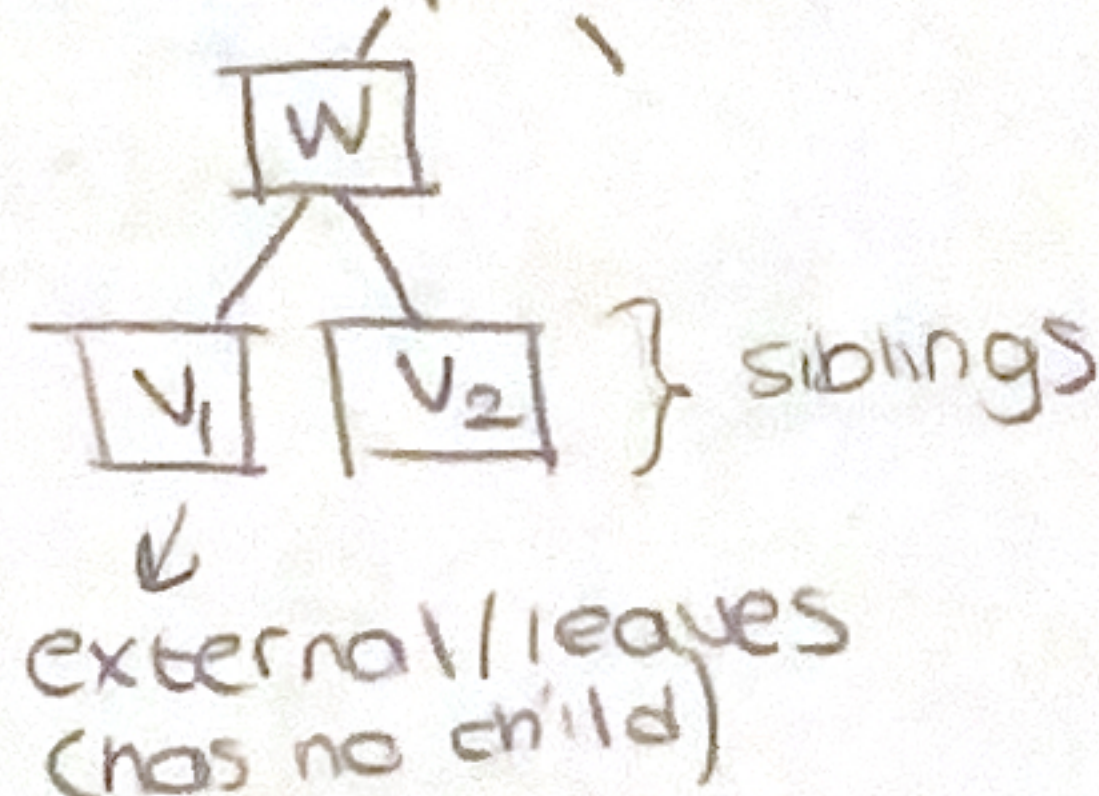 W
V₁ V₂ } siblings
external/leaves
(has no child)